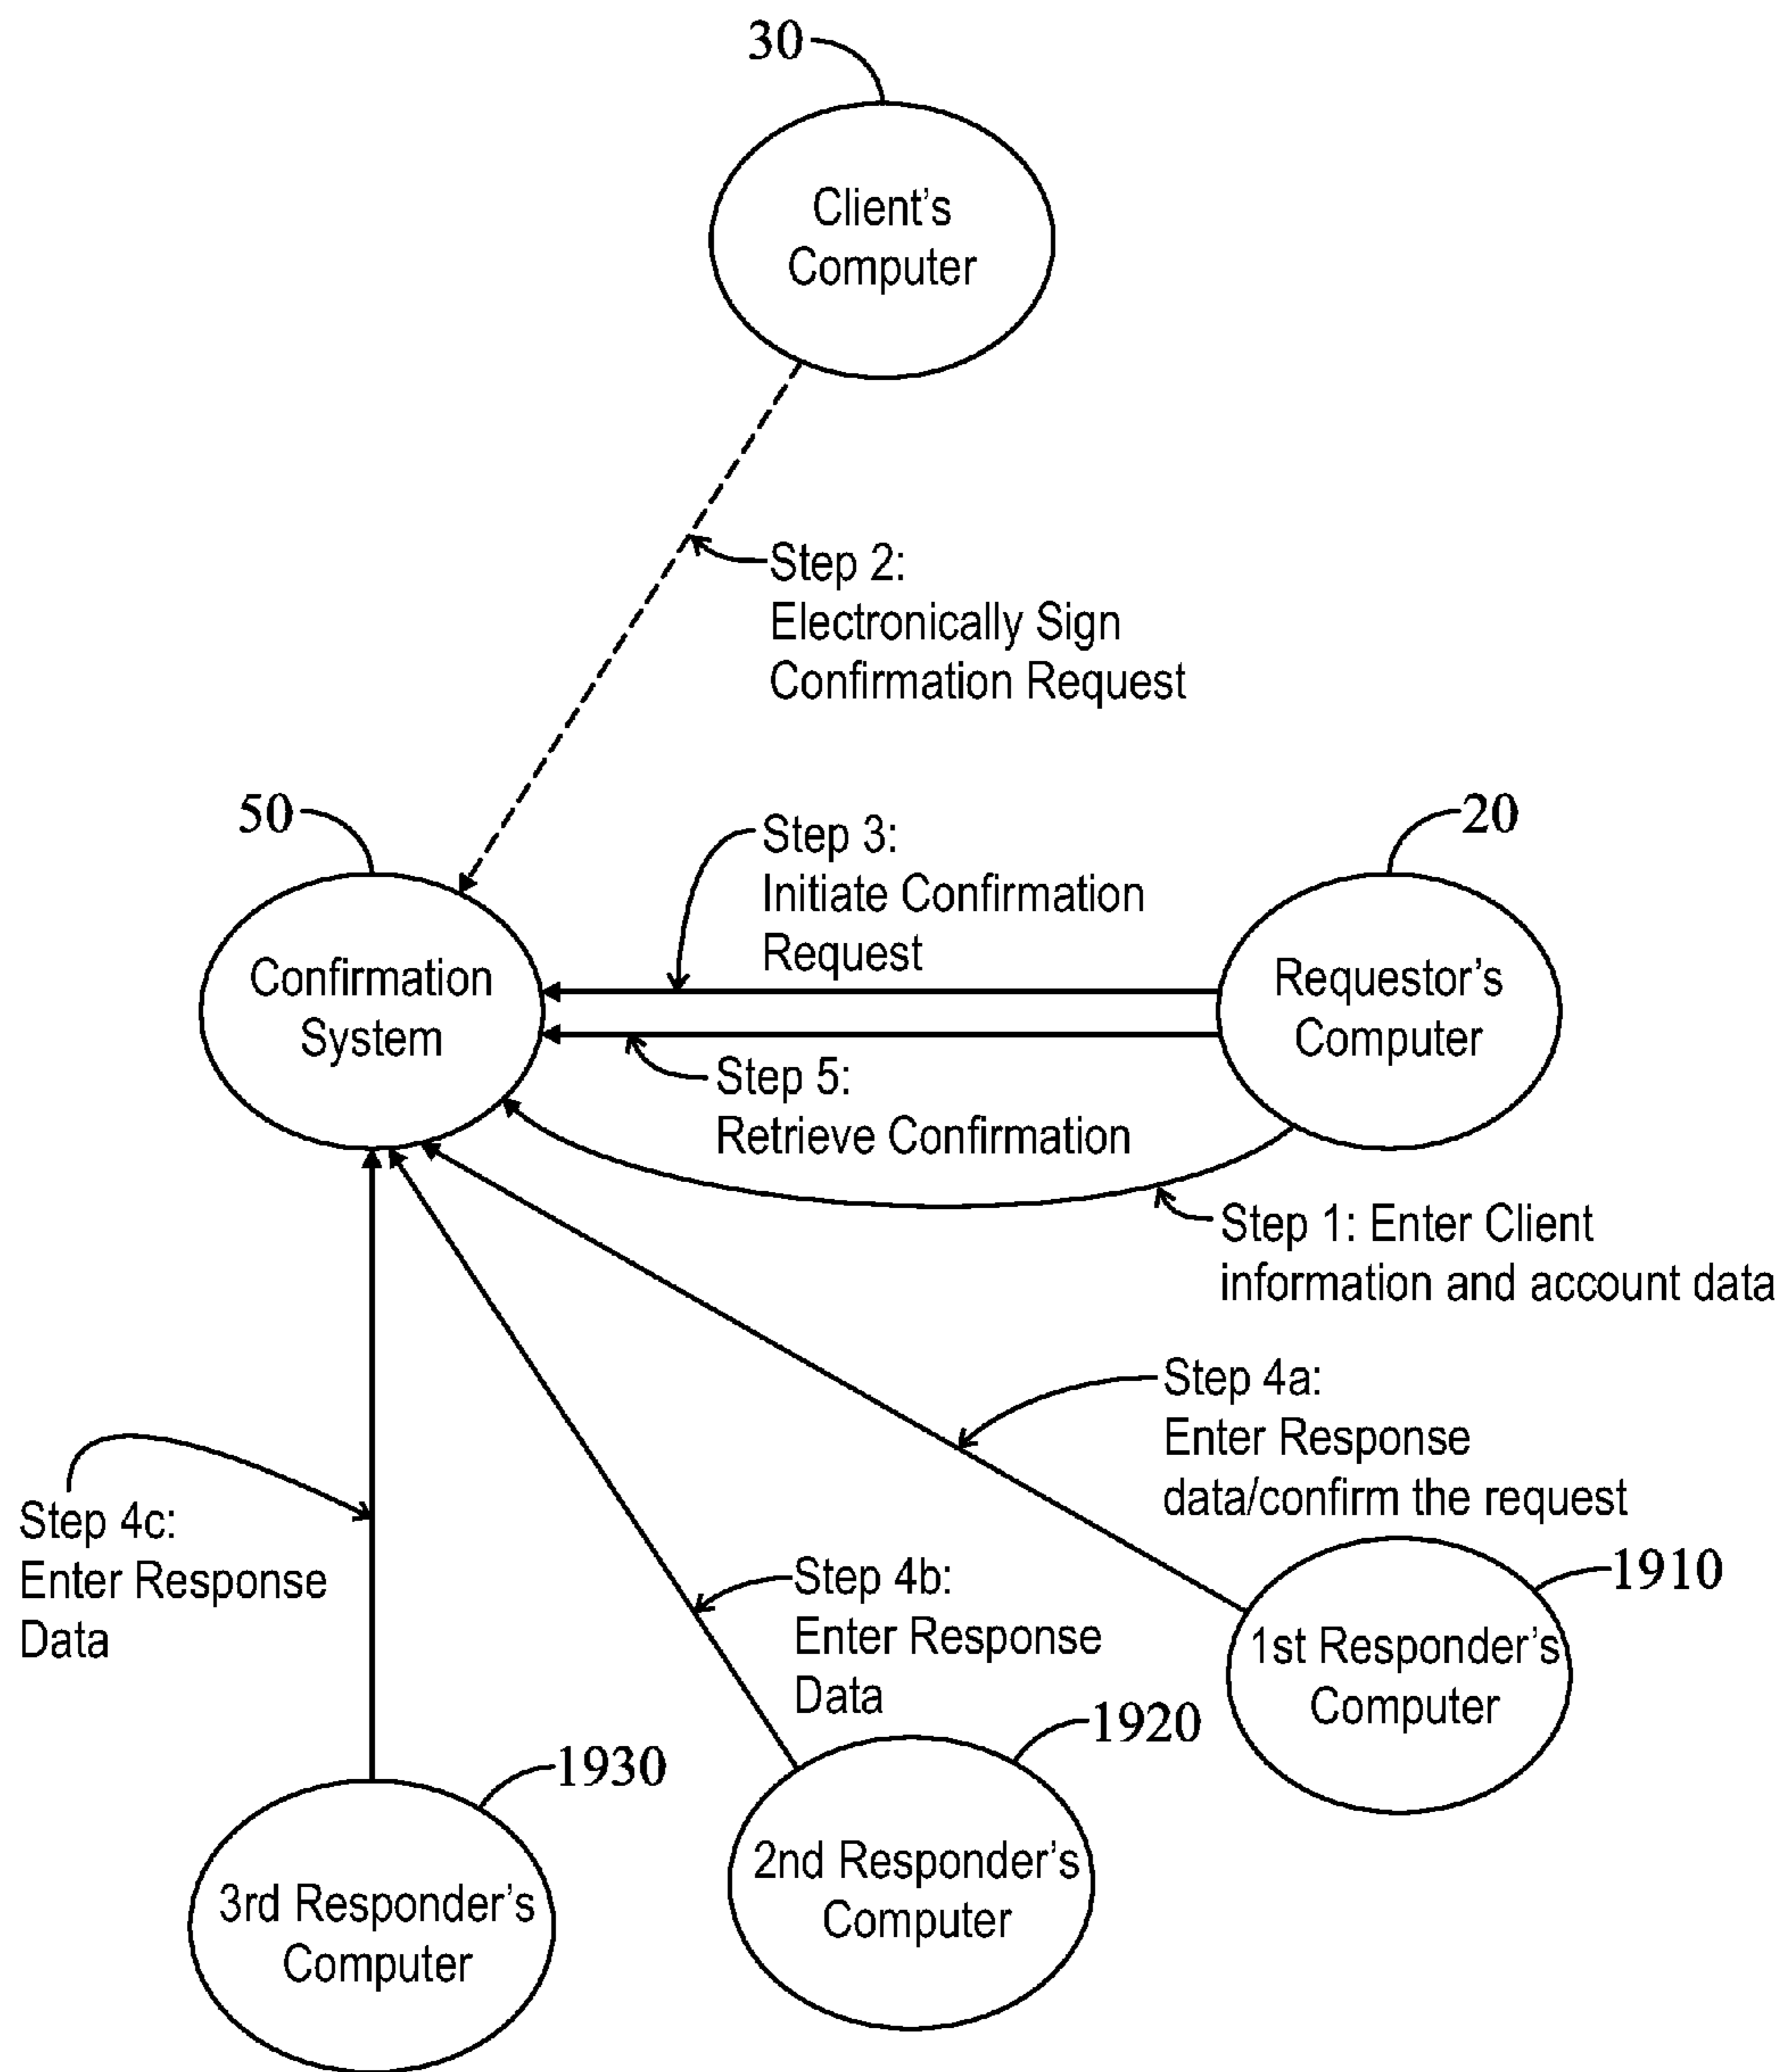 30
Client's
Computer
Step 2:
Electronically Sign
Confirmation Request
50
Step 3:
Initiate Confirmation
Request
20
Confirmation
System
Requestor's
Computer
Step 5:
Retrieve Confirmation
Step 1: Enter Client
information and account data
Step 4a:
Enter Response
data/confirm the request
Step 4c:
Enter Response
Data
Step 4b:
Enter Response
Data
1910
1st Responder's
Computer
1920
2nd Responder's
Computer
1930
3rd Responder's
Computer